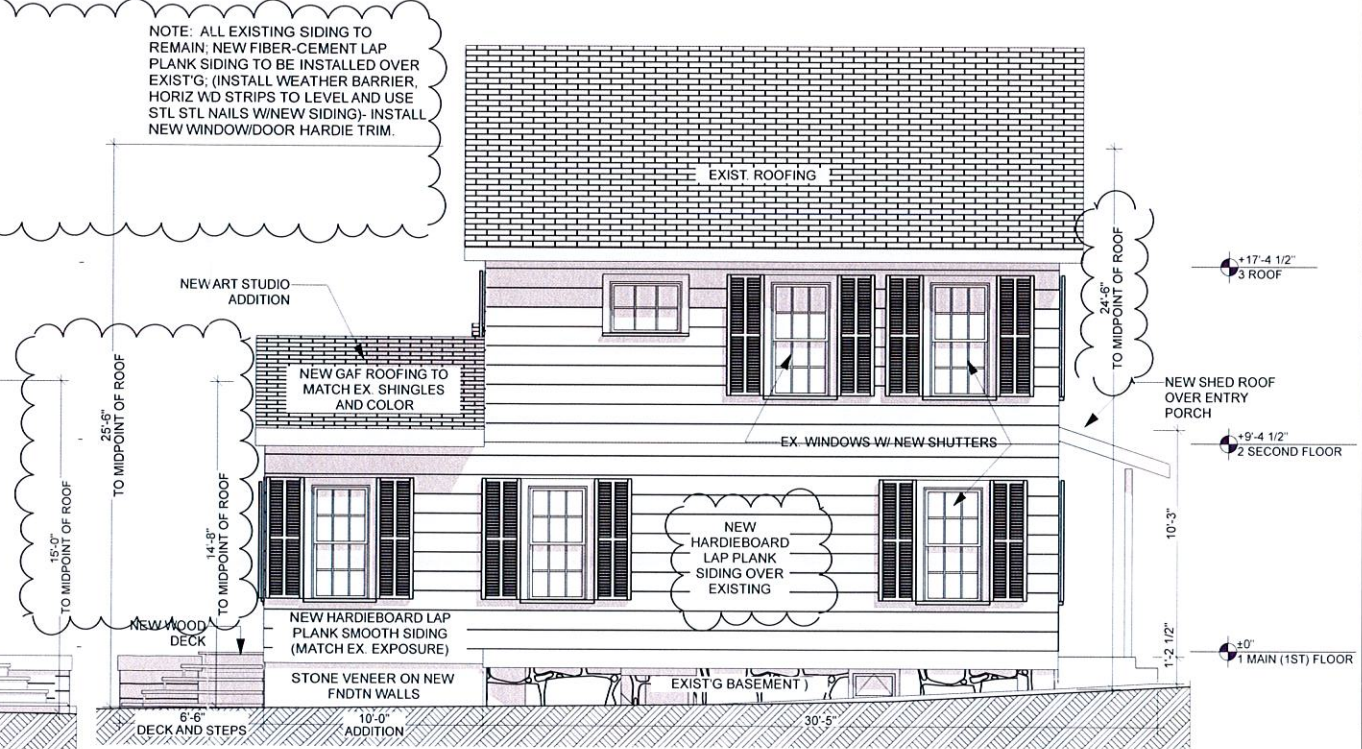 NOTE: ALL EXISTING SIDING TO
REMAIN; NEW FIBER-CEMENT LAP
PLANK SIDING TO BE INSTALLED OVER
EXIST'G; (INSTALL WEATHER BARRIER,
HORIZ WD STRIPS TO LEVEL AND USE
STL STL NAILS W/NEW SIDING)- INSTALL
NEW WINDOW/DOOR HARDIE TRIM.
EXIST. ROOFING
NEW ART STUDIO
ADDITION
NEW GAF ROOFING TO
MATCH EX. SHINGLES
AND COLOR
25'-6"
TO MIDPOINT OF ROOF
15'-0"
TO MIDPOINT OF ROOF
14'-8"
TO MIDPOINT OF ROOF
24'-6"
TO MIDPOINT OF ROOF
+17'-4 1/2"
3 ROOF
NEW SHED ROOF
OVER ENTRY
PORCH
EX. WINDOWS W/ NEW SHUTTERS
+9'-4 1/2"
2 SECOND FLOOR
NEW
HARDIEBOARD
LAP PLANK
SIDING OVER
EXISTING
10'-3"
1'-2 1/2"
±0"
1 MAIN (1ST) FLOOR
NEW WOOD
DECK
NEW HARDIEBOARD LAP
PLANK SMOOTH SIDING
(MATCH EX. EXPOSURE)
STONE VENEER ON NEW
FNDTN WALLS
EXIST'G BASEMENT )
6'-6"
DECK AND STEPS
10'-0"
ADDITION
30'-5"